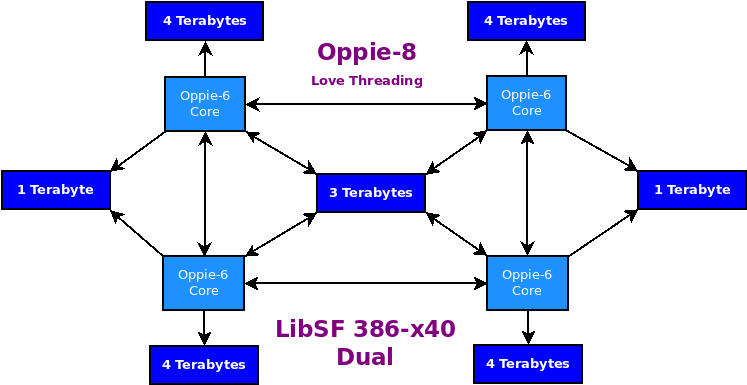 4 Terabytes
4 Terabytes
Oppie-8
Love Threading
Oppie-6
Core
Oppie-6
Core
1 Terabyte
3 Terabytes
1 Terabyte
Oppie-6
Core
Oppie-6
Core
LibSF 386-x40
Dual
4 Terabytes
4 Terabytes